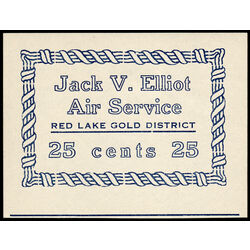 Jack V. Elliot
Air Service
RED LAKE GOLD DISTRICT
25 cents 25